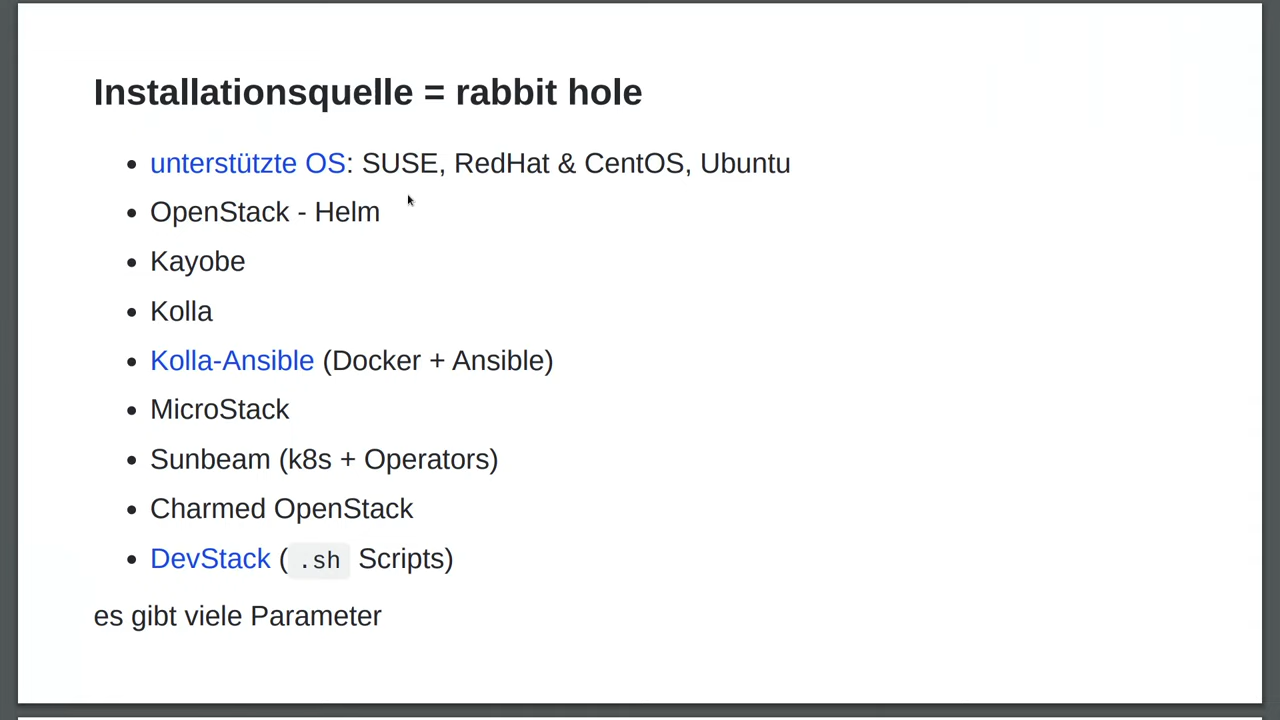 Installationsquelle = rabbit hole
• unterstützte OS: SUSE, RedHat & CentOS, Ubuntu
• OpenStack - Helm
• Kayobe
• Kolla
• Kolla-Ansible (Docker + Ansible)
• MicroStack
• Sunbeam (k8s + Operators)
• Charmed OpenStack
• DevStack ( .sh Scripts)
es gibt viele Parameter